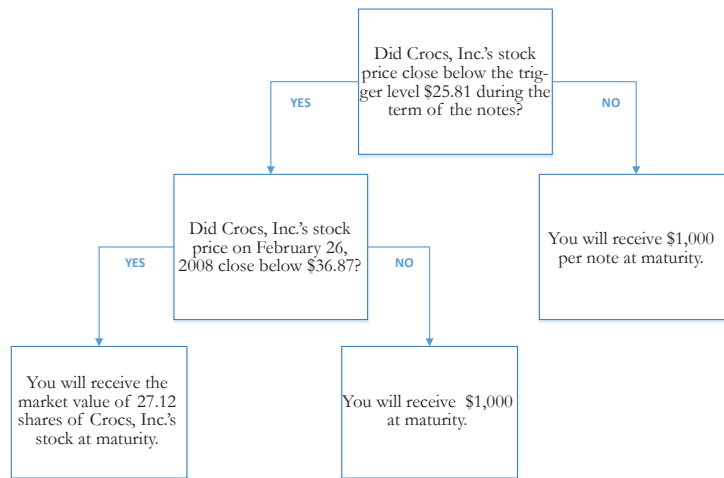 Did Crocs, Inc.'s stock
price close below the trig-
ger level $25.81 during the
term of the notes?
YES
NO
Did Crocs, Inc.'s stock
price on February 26,
2008 close below $36.87?
You will receive $1,000
per note at maturity.
YES
NO
You will receive the
market value of 27.12
shares of Crocs, Inc.'s
stock at maturity.
You will receive $1,000
at maturity.